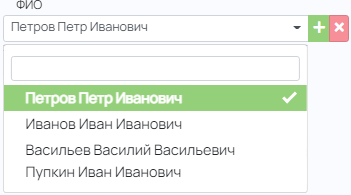 ФИО
Петров Петр Иванович
Петров Петр Иванович
Иванов Иван Иванович
Васильев Василий Васильевич
Пупкин Иван Иванович